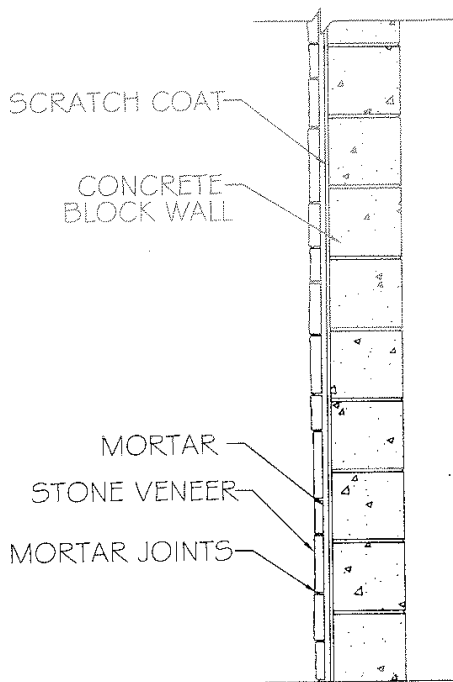 SCRATCH COAT
CONCRETE
BLOCK WALL
MORTAR
STONE VENEER
MORTAR JOINTS